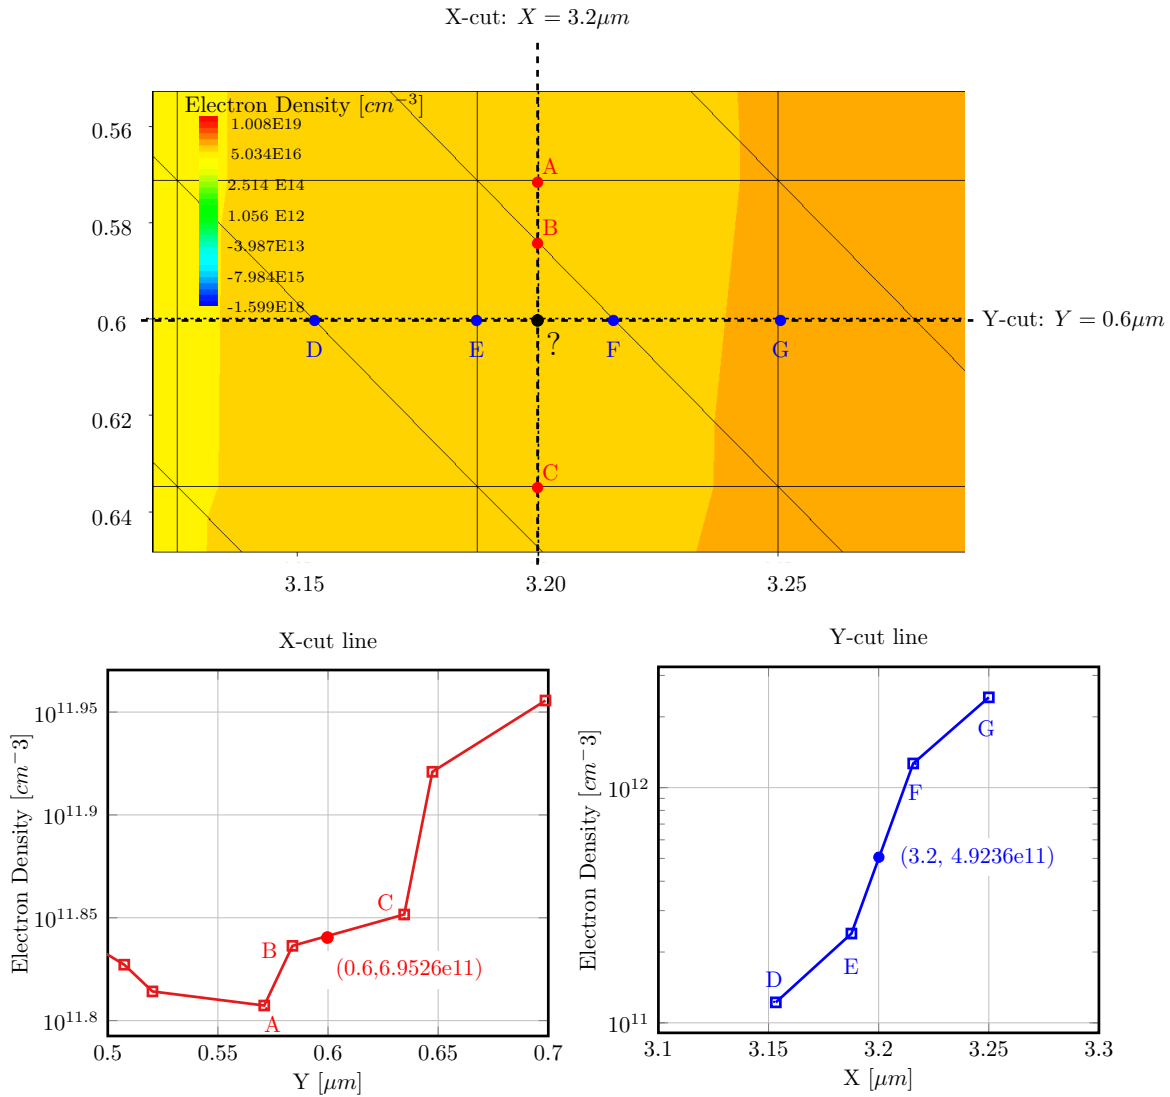 X-cut: X = 3.2μm
Electron Density [cm⁻³]
1.008E19
5.034E16
2.514 E14
1.056 E12
-3.987E13
-7.984E15
-1.599E18
0.56
0.58
0.6
0.62
0.64
A
B
C
D
E
?
F
G
Y-cut: Y = 0.6μm
3.15
3.20
3.25
X-cut line
Electron Density [cm⁻3]
10^11.95
10^11.9
10^11.85
10^11.8
A
B
C
(0.6,6.9526e11)
0.5
0.55
0.6
0.65
0.7
Y [μm]
Y-cut line
Electron Density [cm⁻3]
10^12
10^11
D
E
F
G
(3.2, 4.9236e11)
3.1
3.15
3.2
3.25
3.3
X [μm]